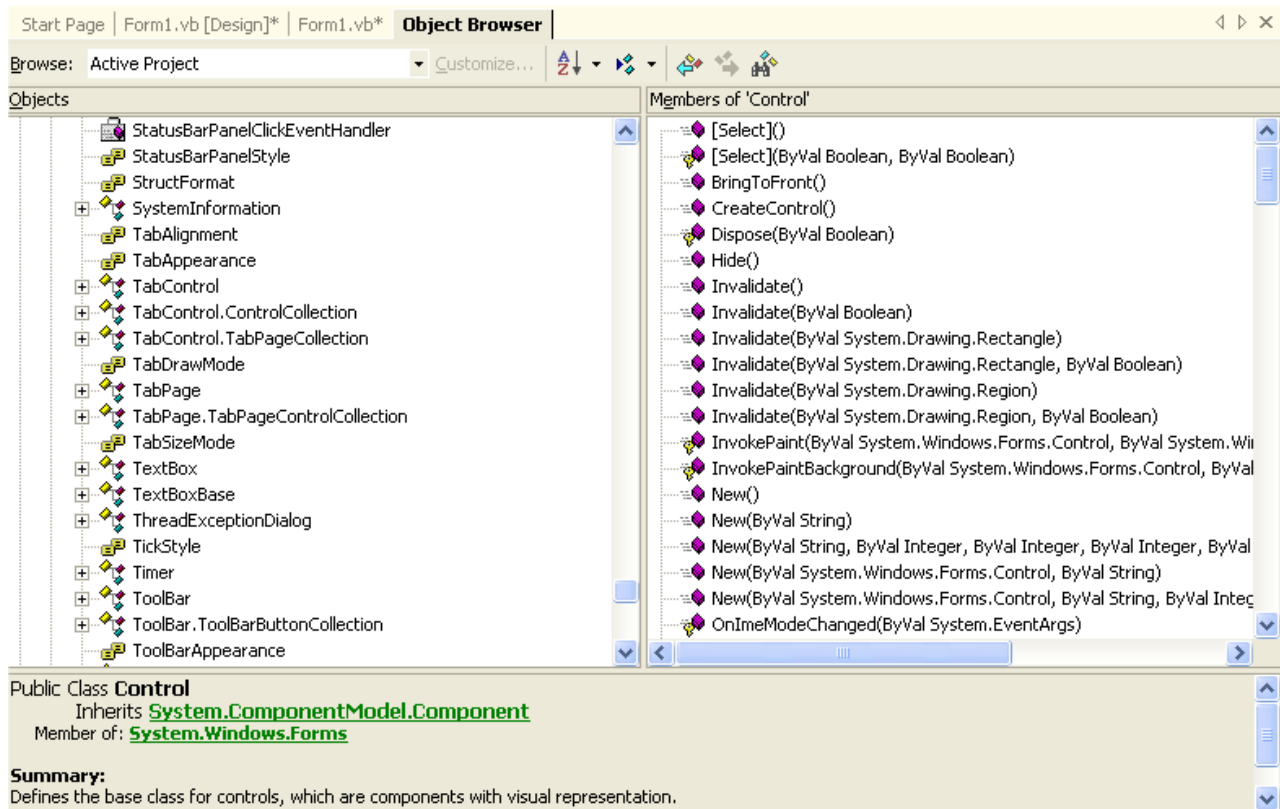 Start Page Form1.vb [Design]* Form1.vb* Object Browser
Browse: Active Project Customize...
Objects
StatusBarPanelClickEventHandler
StatusBarPanelStyle
StructFormat
SystemInformation
TabAlignment
TabAppearance
TabControl
TabControl.ControlCollection
TabControl.TabPageCollection
TabDrawMode
TabPage
TabPage.TabPageControlCollection
TabSizeMode
TextBox
TextBoxBase
ThreadExceptionDialog
TickStyle
Timer
ToolBar
ToolBar.ToolBarButtonCollection
ToolBarAppearance
Members of 'Control'
[Select]()
[Select](ByVal Boolean, ByVal Boolean)
BringToFront()
CreateControl()
Dispose(ByVal Boolean)
Hide()
Invalidate()
Invalidate(ByVal Boolean)
Invalidate(ByVal System.Drawing.Rectangle)
Invalidate(ByVal System.Drawing.Rectangle, ByVal Boolean)
Invalidate(ByVal System.Drawing.Region)
Invalidate(ByVal System.Drawing.Region, ByVal Boolean)
InvokePaint(ByVal System.Windows.Forms.Control, ByVal System.Wi
InvokePaintBackground(ByVal System.Windows.Forms.Control, ByVal
New()
New(ByVal String)
New(ByVal String, ByVal Integer, ByVal Integer, ByVal Integer, ByVal
New(ByVal System.Windows.Forms.Control, ByVal String)
New(ByVal System.Windows.Forms.Control, ByVal String, ByVal Integ
OnImeModeChanged(ByVal System.EventArgs)
Public Class Control
Inherits System.ComponentModel.Component
Member of: System.Windows.Forms
Summary:
Defines the base class for controls, which are components with visual representation.